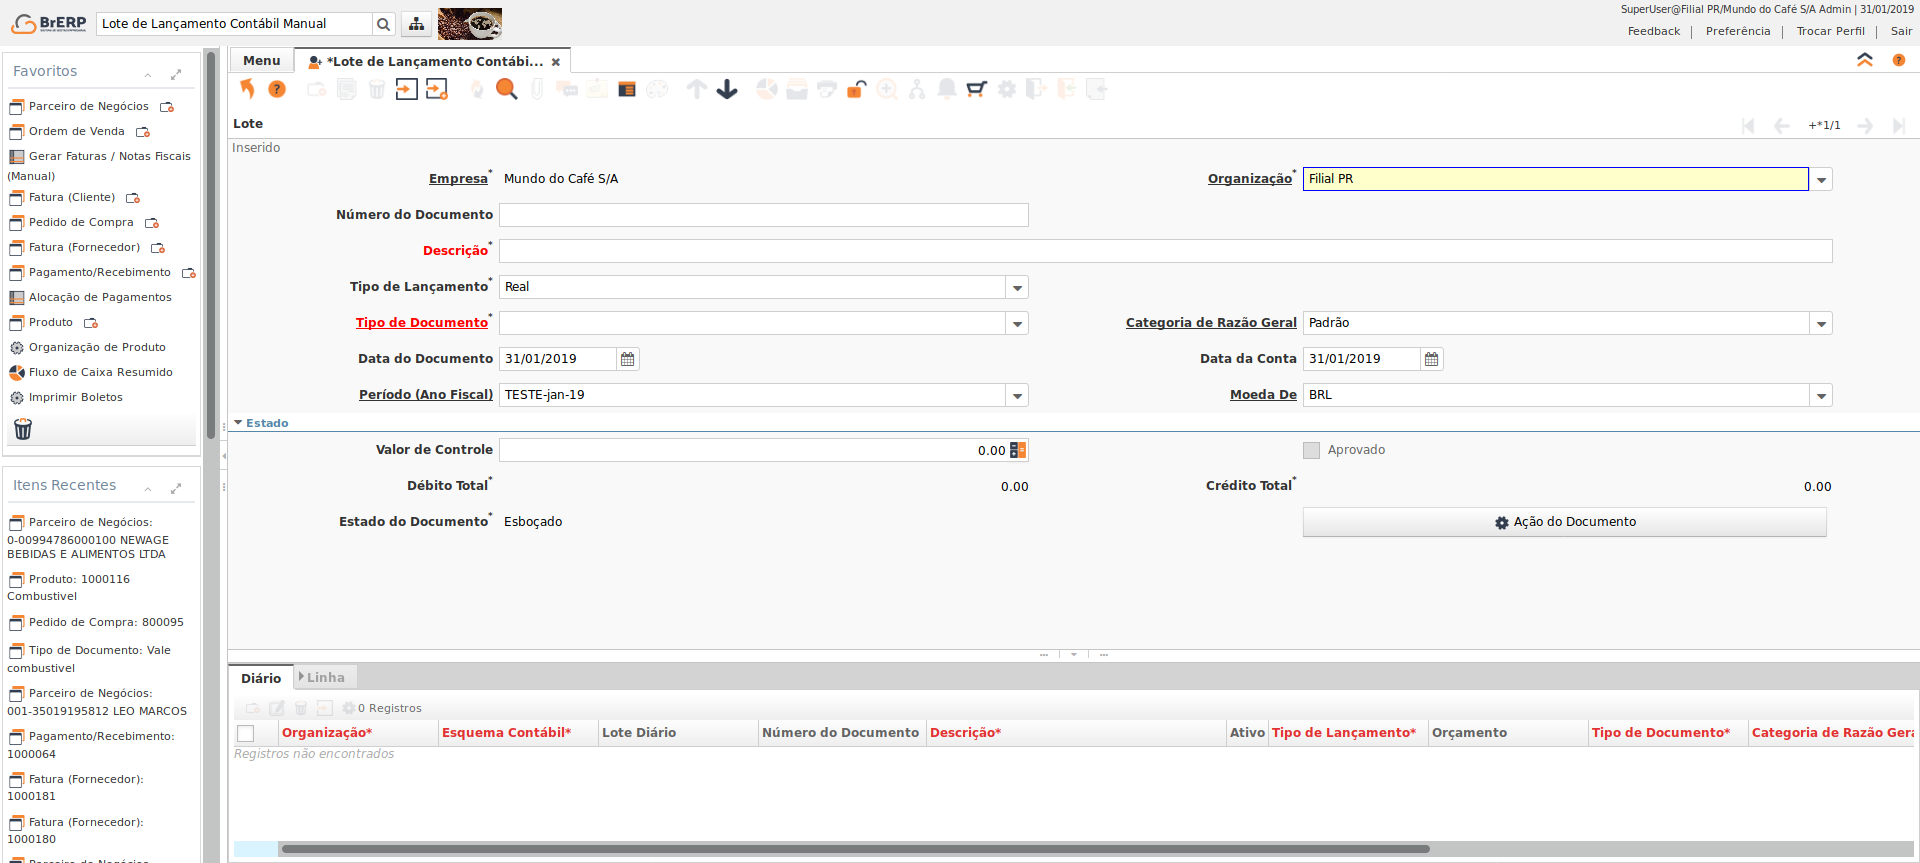 BrERP
Lote de Lançamento Contábil Manual
SuperUser@Filial PR/Mundo do Café S/A Admin | 31/01/2019
Feedback | Preferência | Trocar Perfil | Sair
Favoritos
Parceiro de Negócios
Ordem de Venda
Gerar Faturas / Notas Fiscais
(Manual)
Fatura (Cliente)
Pedido de Compra
Fatura (Fornecedor)
Pagamento/Recebimento
Alocação de Pagamentos
Produto
Organização de Produto
Fluxo de Caixa Resumido
Imprimir Boletos
Itens Recentes
Parceiro de Negócios:
0-00994786000100 NEWAGE
BEBIDAS E ALIMENTOS LTDA
Produto: 1000116
Combustivel
Pedido de Compra: 800095
Tipo de Documento: Vale
combustivel
Parceiro de Negócios:
001-35019195812 LEO MARCOS
Pagamento/Recebimento:
1000064
Fatura (Fornecedor):
1000181
Fatura (Fornecedor):
1000180
Menu
*Lote de Lançamento Contábi...
Lote
+*1/1
Inserido
Empresa* Mundo do Café S/A
Organização* Filial PR
Número do Documento
Descrição*
Tipo de Lançamento* Real
Tipo de Documento*
Categoria de Razão Geral Padrão
Data do Documento 31/01/2019
Data da Conta 31/01/2019
Período (Ano Fiscal) TESTE-jan-19
Moeda De BRL
Estado
Valor de Controle 0.00
Aprovado
Débito Total* 0.00
Crédito Total* 0.00
Estado do Documento* Esboçado
Ação do Documento
Diário
Linha
0 Registros
Organização* Esquema Contábil* Lote Diário Número do Documento Descrição* Ativo Tipo de Lançamento* Orçamento Tipo de Documento* Categoria de Razão Gera
Registros não encontrados